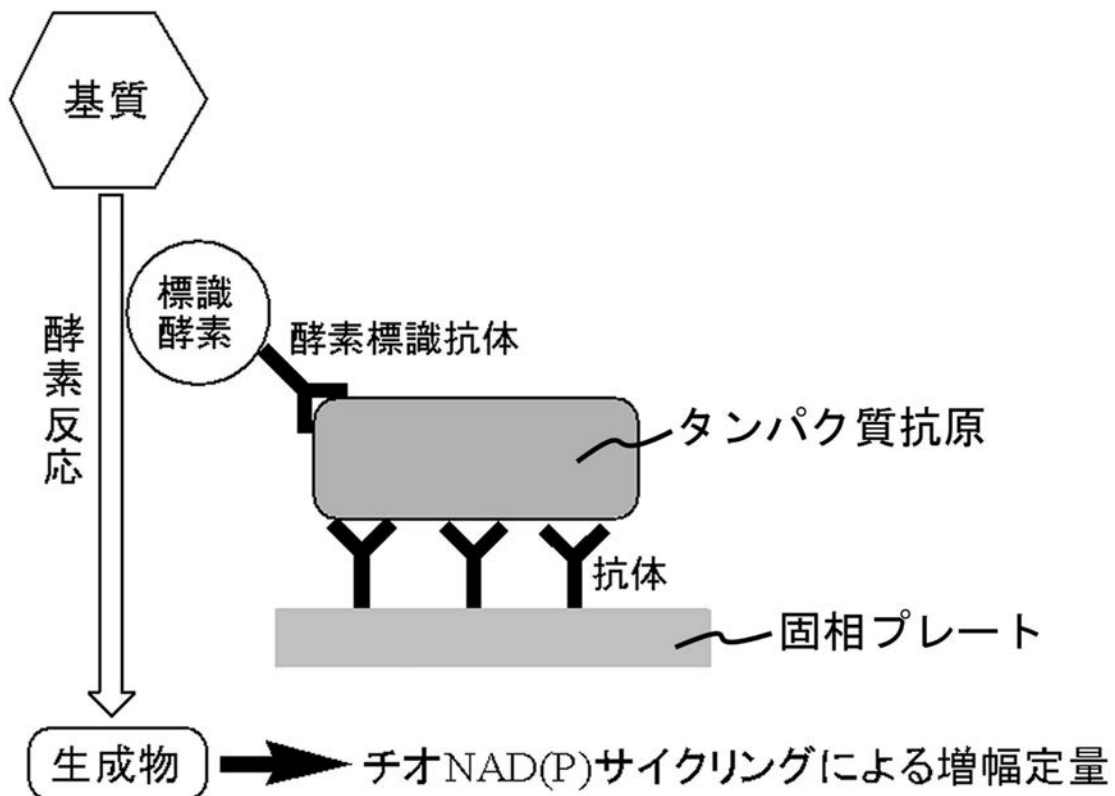 基質
標識
酵素
酵素標識抗体
酵素反応
タンパク質抗原
抗体
固相プレート
生成物
チオNAD(P)サイクリングによる増幅定量